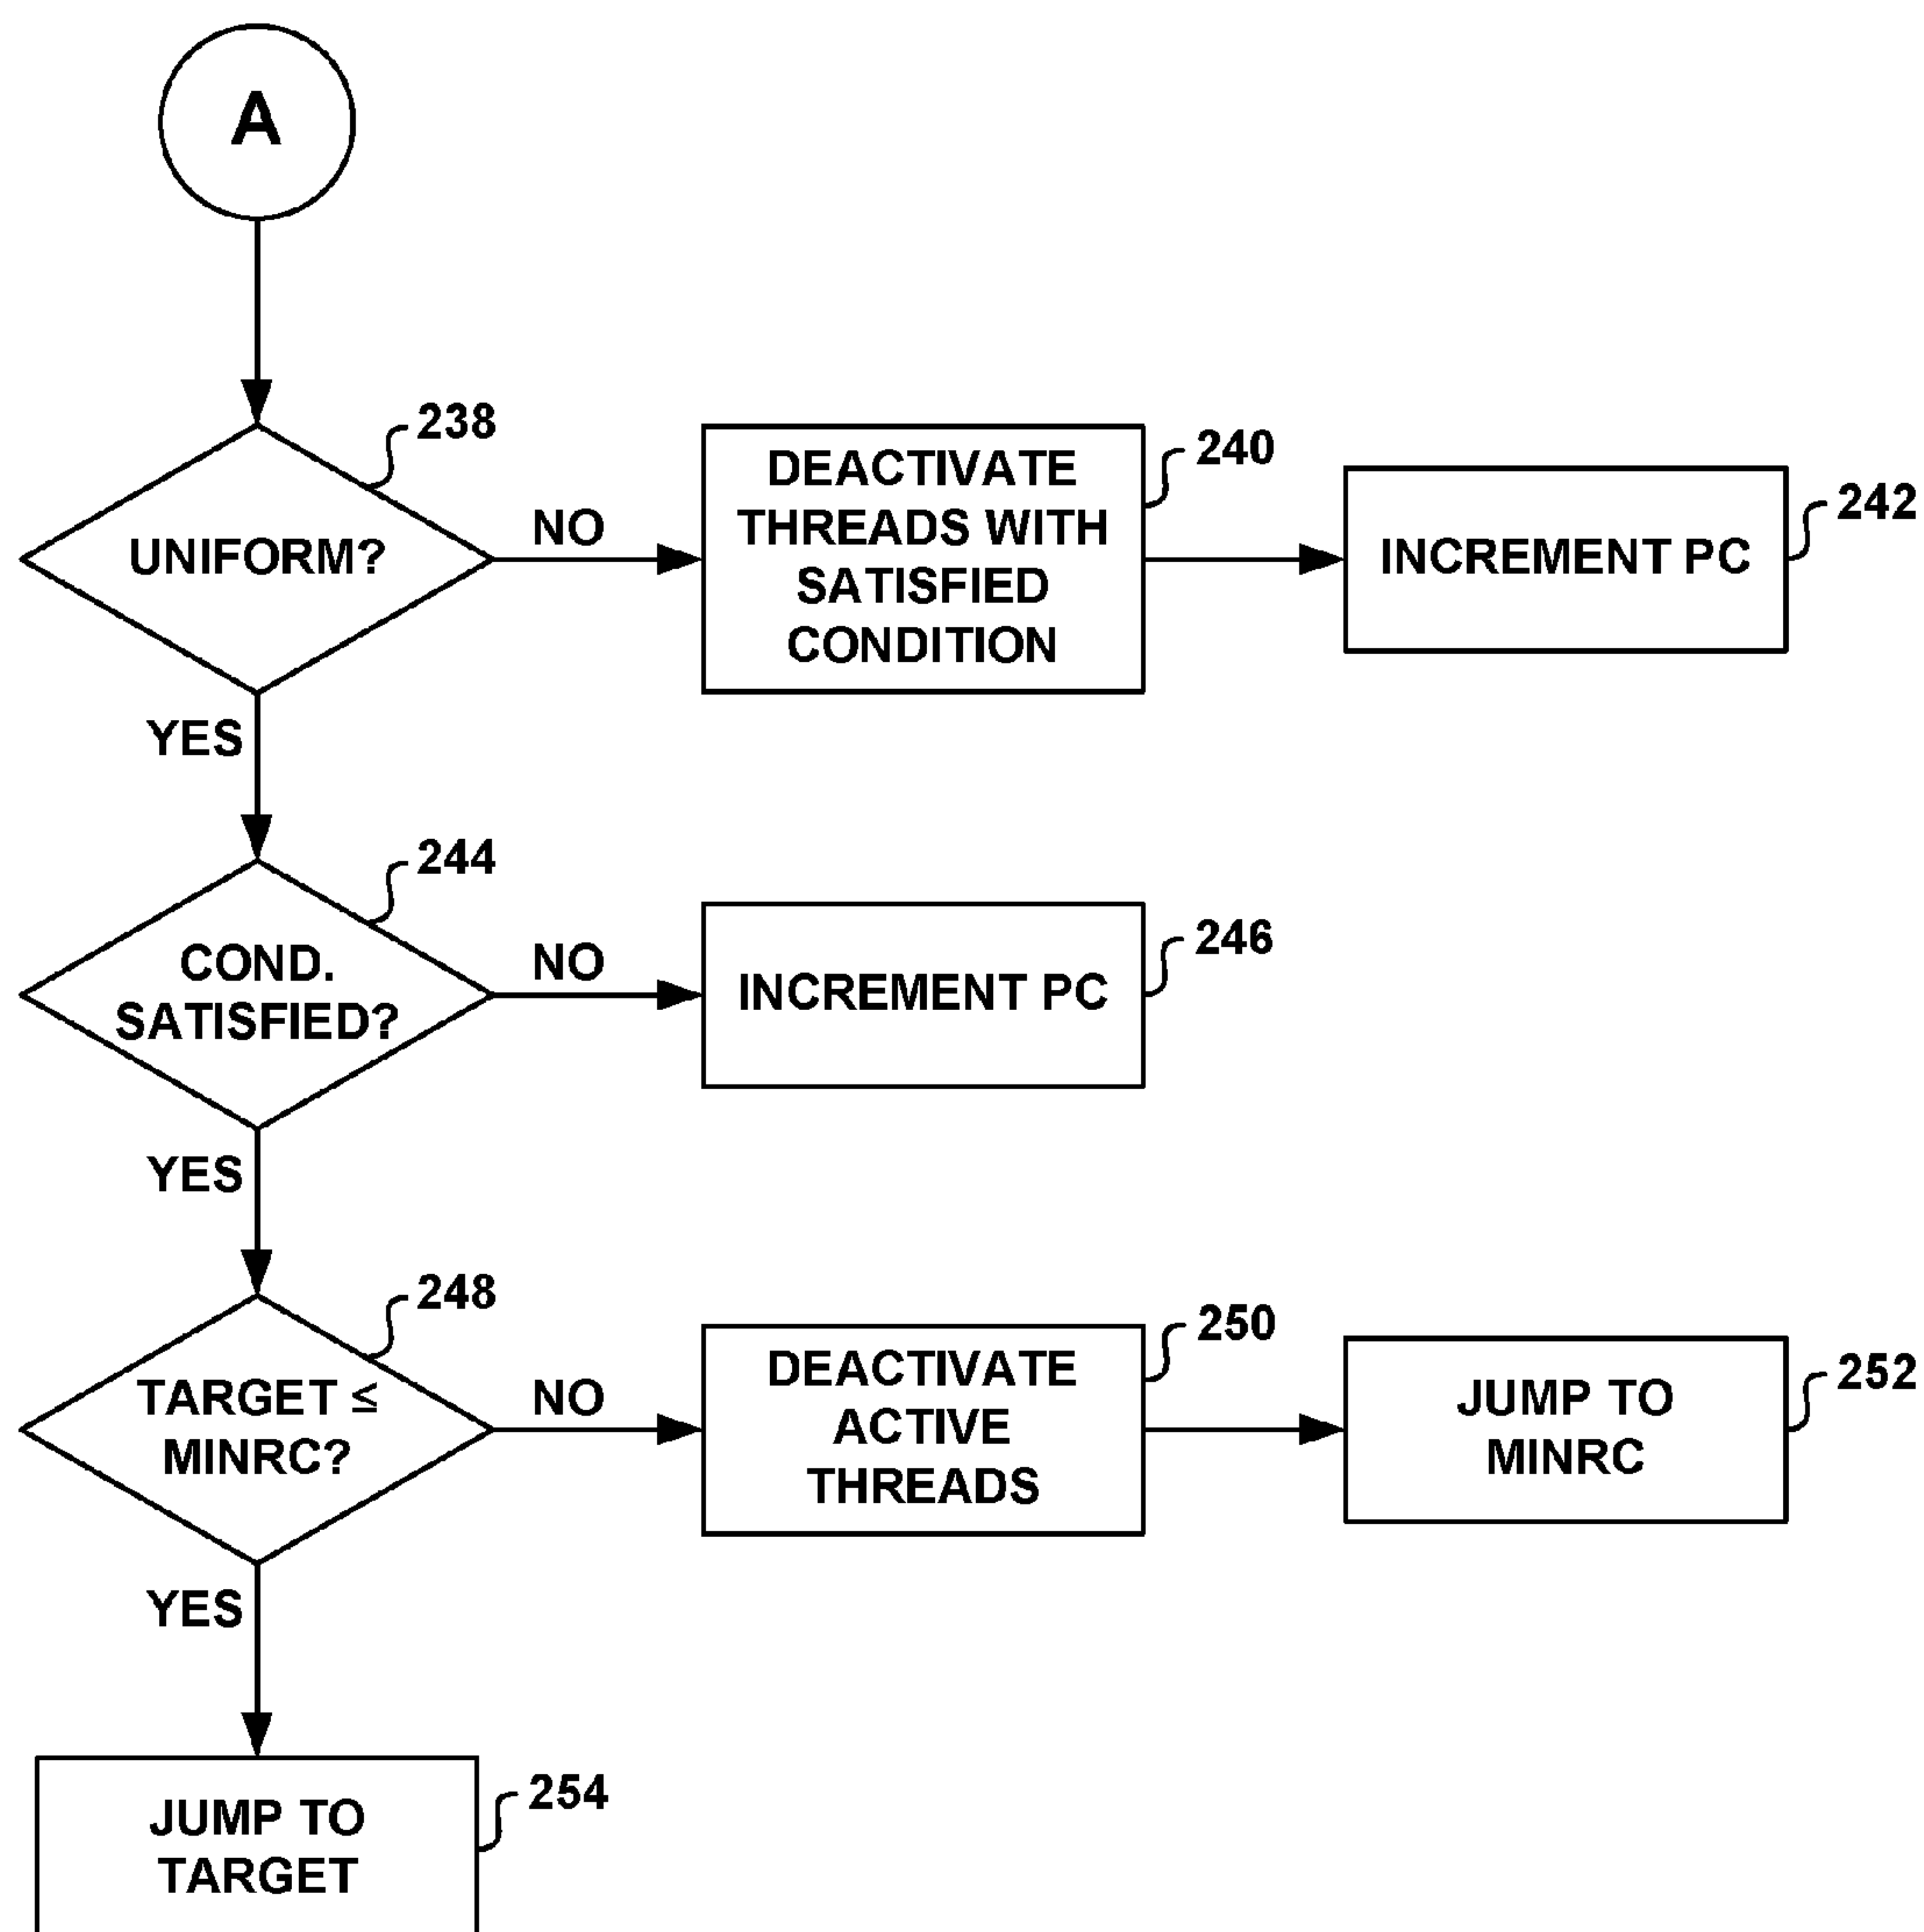 A
238
UNIFORM?
NO
DEACTIVATE
THREADS WITH
SATISFIED
CONDITION
240
INCREMENT PC
242
YES
244
COND.
SATISFIED?
NO
INCREMENT PC
246
YES
248
TARGET ≤
MINRC?
NO
DEACTIVATE
ACTIVE
THREADS
250
JUMP TO
MINRC
252
YES
JUMP TO
TARGET
254